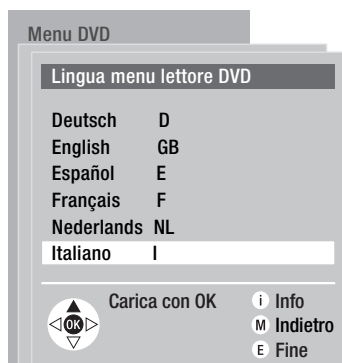 Menu DVD
Lingua menu lettore DVD
Deutsch D
English GB
Español E
Français F
Nederlands NL
Italiano I
Carica con OK
OK
i Info
M Indietro
E Fine